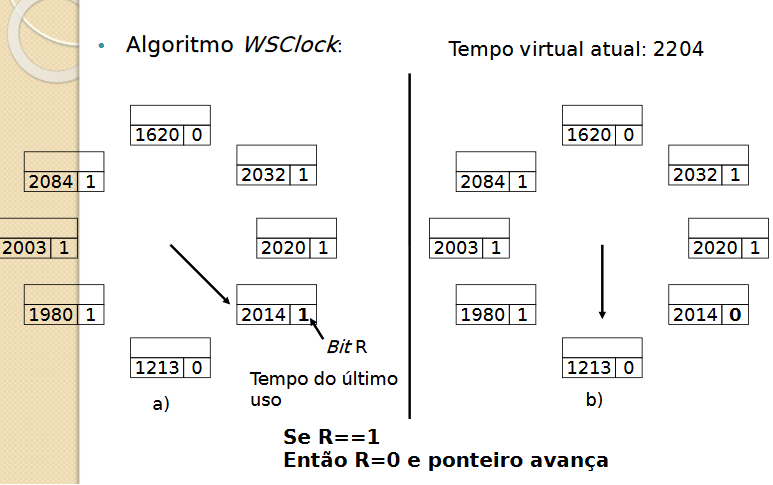 • Algoritmo WSClock:
Tempo virtual atual: 2204
1620 0
2084 1
2032 1
2003 1
2020 1
1980 1
2014 1
1213 0
Bit R
Tempo do último
uso
a)
1620 0
2084 1
2032 1
2003 1
2020 1
1980 1
2014 0
1213 0
b)
Se R==1
Então R=0 e ponteiro avança